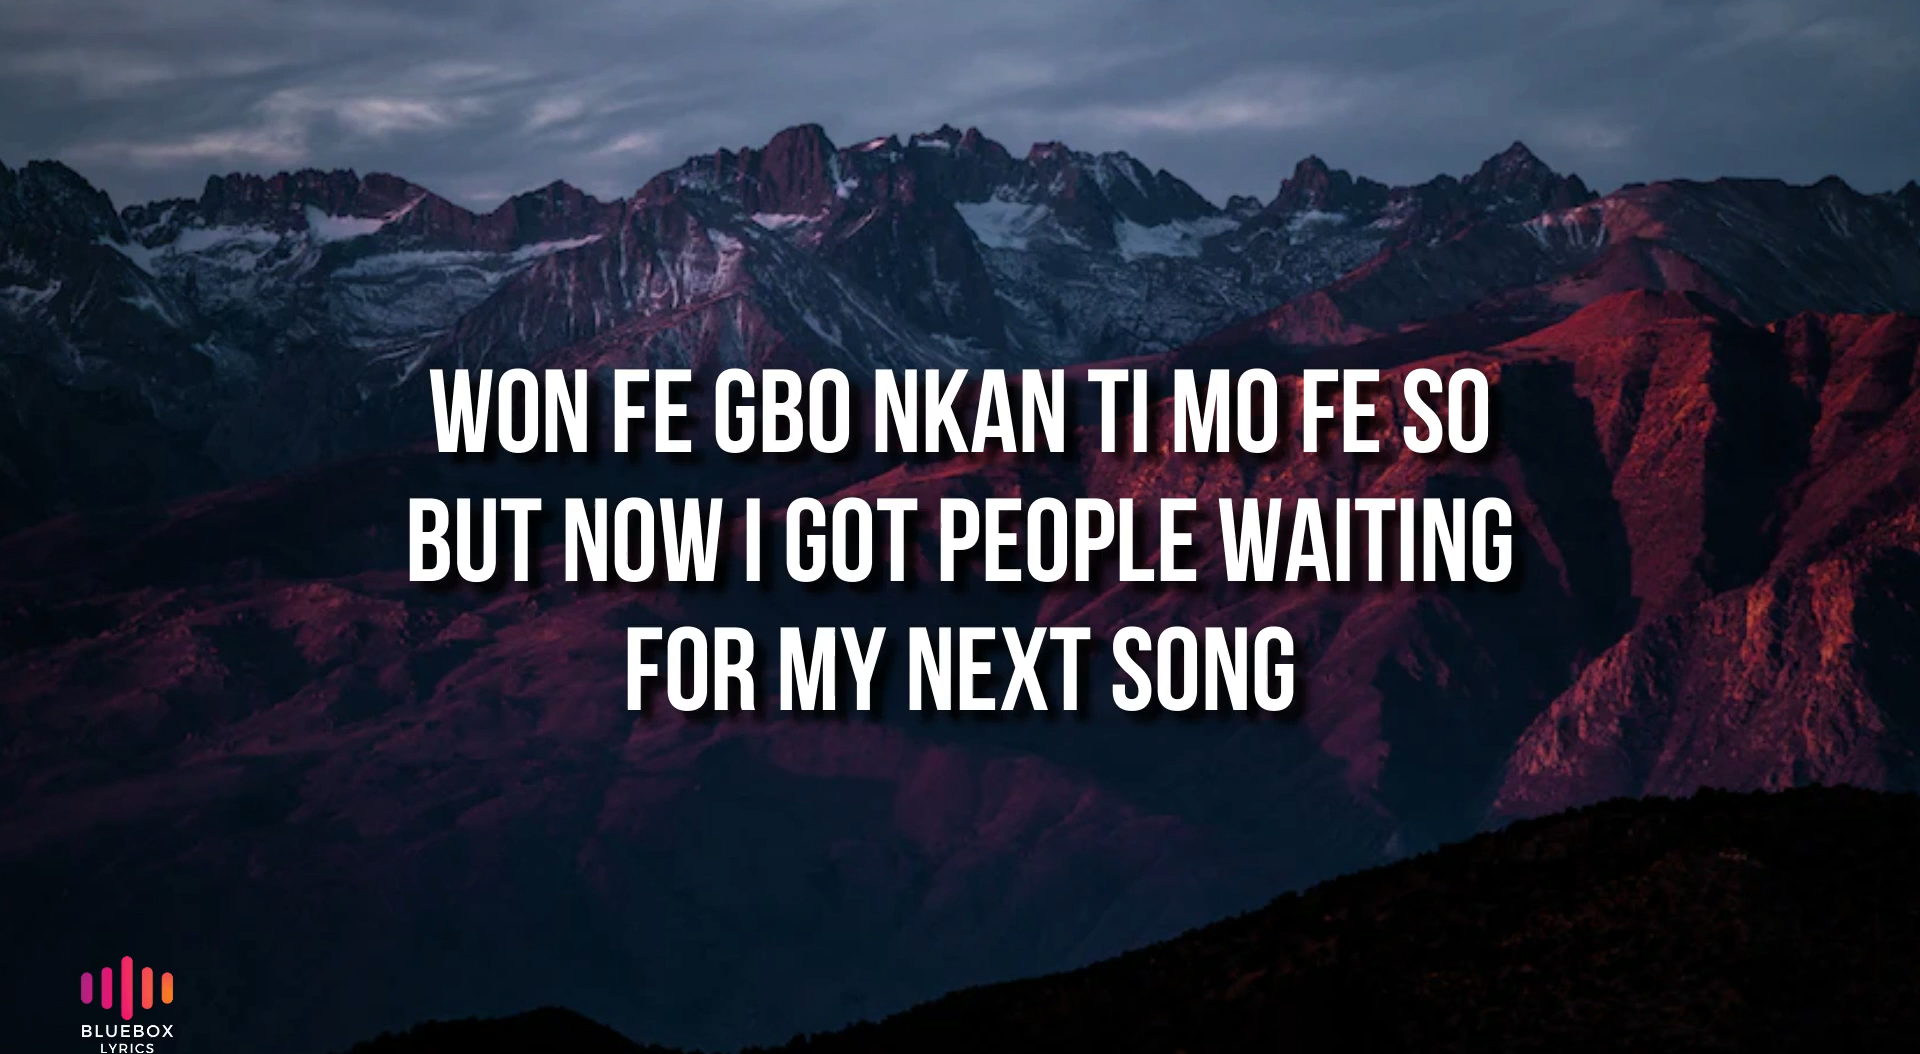 WON FE GBO NKAN TI MO FE SO
BUT NOW I GOT PEOPLE WAITING
FOR MY NEXT SONG
BLUEBOX
LYRICS